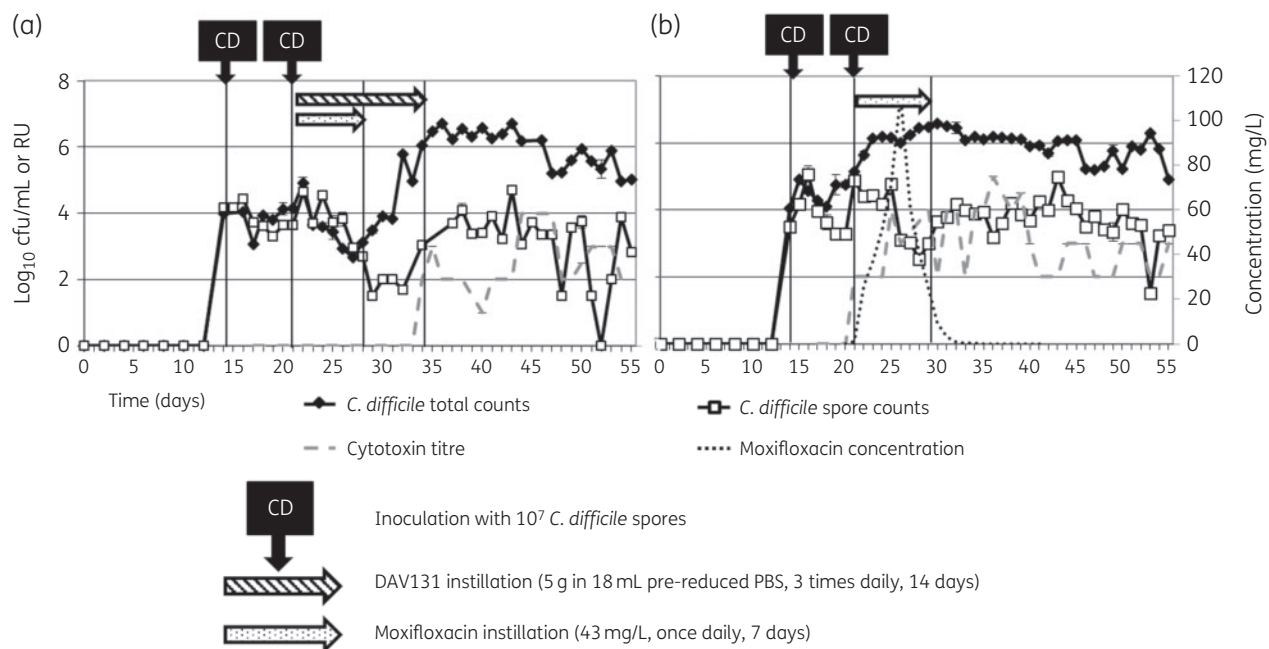 (a)
CD CD
8
6
4
2
0
Log₁₀ cfu/mL or RU
0 5 10 15 20 25 30 35 40 45 50 55
Time (days)
(b)
CD CD
120
100
80
60
40
20
0
Concentration (mg/L)
0 5 10 15 20 25 30 35 40 45 50 55
C. difficile total counts
C. difficile spore counts
Cytotoxin titre
Moxifloxacin concentration
CD
Inoculation with 10⁷ C. difficile spores
DAV131 instillation (5 g in 18 mL pre-reduced PBS, 3 times daily, 14 days)
Moxifloxacin instillation (43 mg/L, once daily, 7 days)